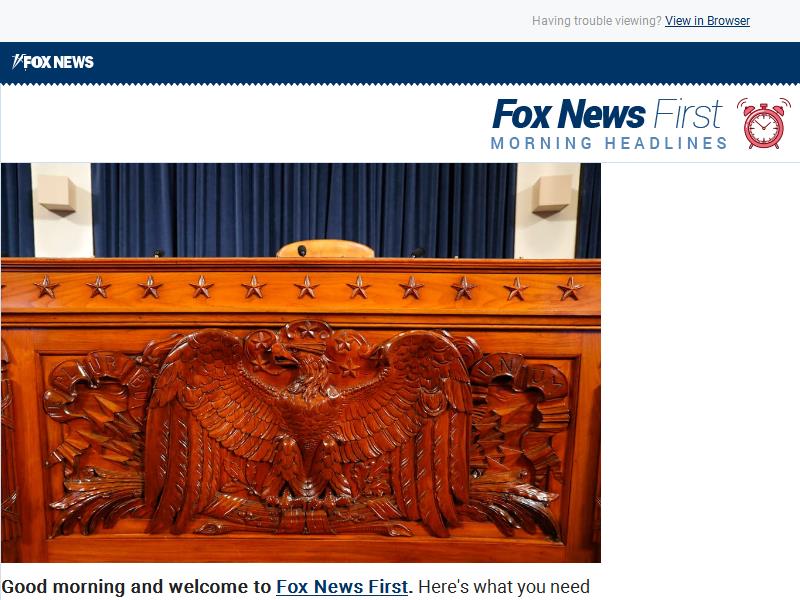 Having trouble viewing? View in Browser
FOX NEWS
Fox News First
MORNING HEADLINES
Good morning and welcome to Fox News First. Here's what you need